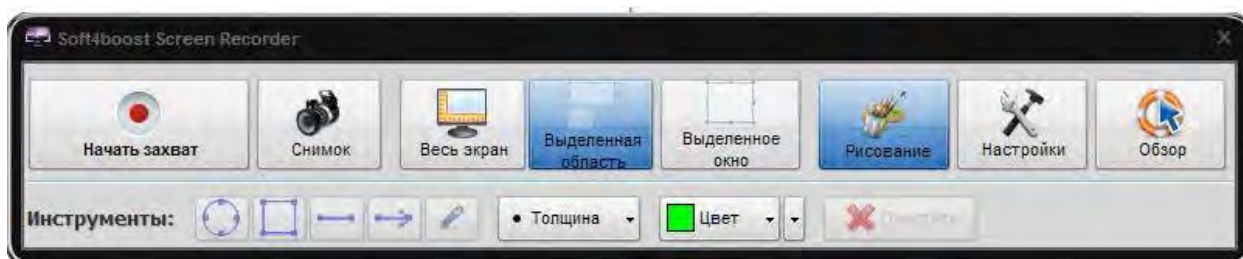 Soft4boost Screen Recorder
Начать захват
Снимок
Весь экран
Выделенная
область
Выделенное
окно
Рисование
Настройки
Обзор
Инструменты:
Толщина
Цвет